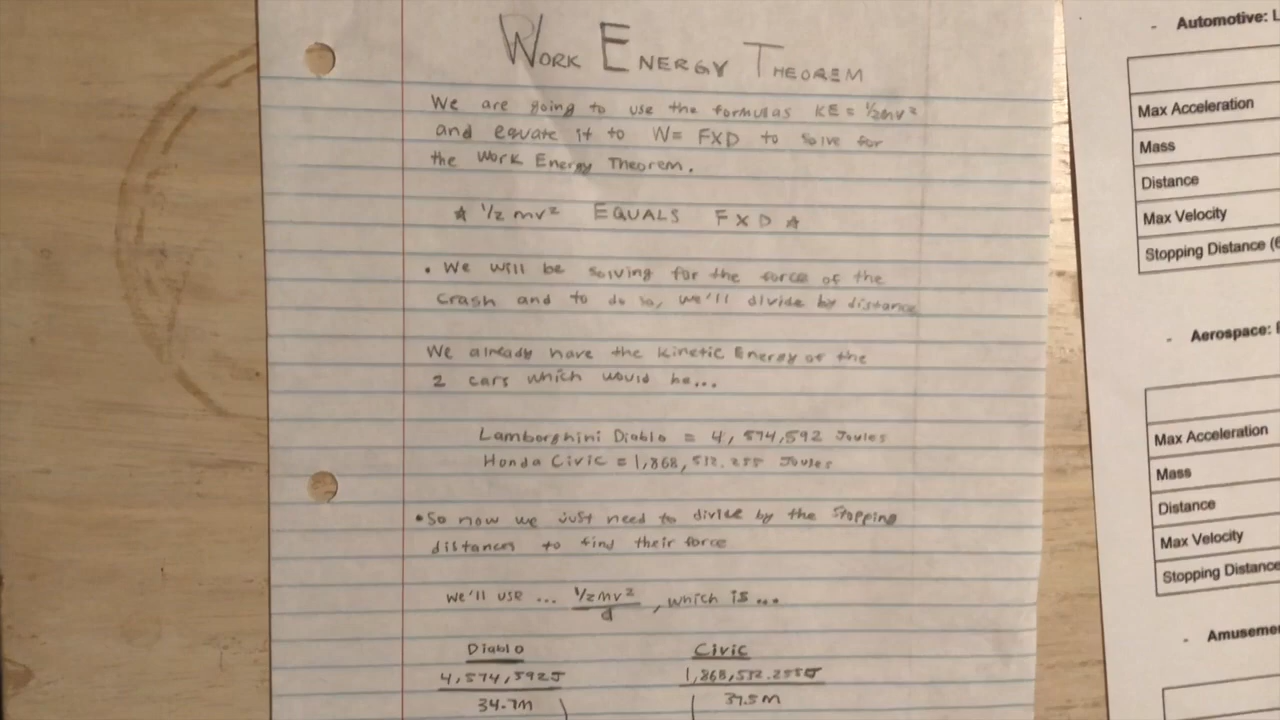 WORK ENERGY THEOREM
We are going to use the formulas KE = ½mv²
and equate it to W= FXD to solve for
the Work Energy Theorem.
☆ ½ mv² EQUALS FXD ☆
• We will be solving for the force of the
crash and to do so, we'll divide by distance
We already have the Kinetic Energy of the
2 cars which would be...
Lamborghini Diablo = 4,574,592 Joules
Honda Civic = 1,868,512.255 Joules
• So now we just need to divide by the stopping
distances to find their force
We'll use ... ½mv²/d, which is ...
Diablo Civic
4,574,592J 1,868,512.255J
34.7m 37.5m
- Automotive: L
Max Acceleration
Mass
Distance
Max Velocity
Stopping Distance (6
- Aerospace:
Max Acceleration
Mass
Distance
Max Velocity
Stopping Distance
- Amusemen